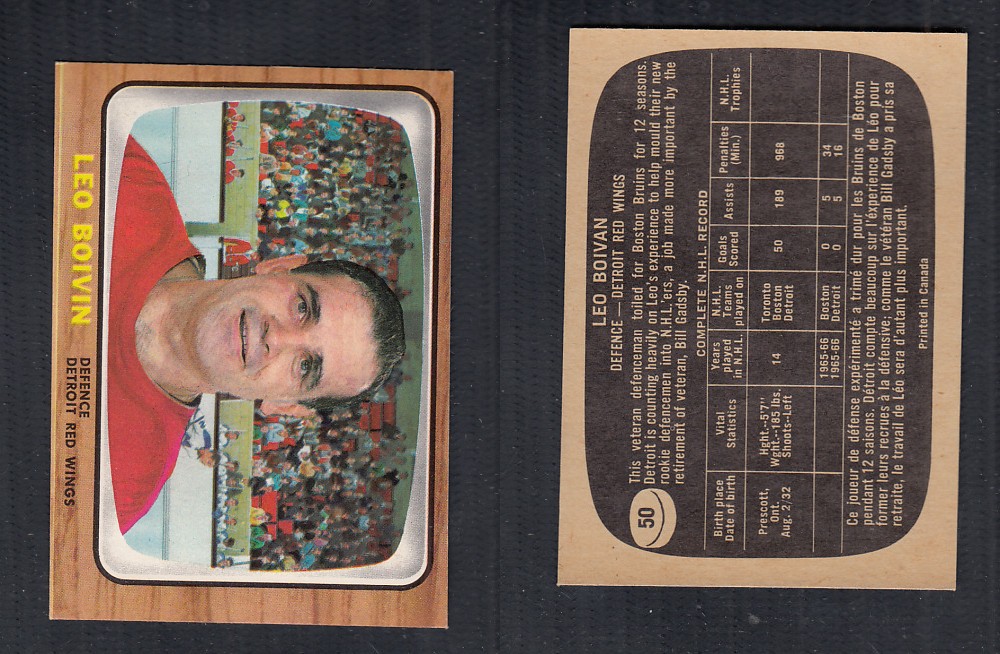 LEO BOIVIN
DEFENCE
DETROIT RED WINGS
50
LEO BOIVAN
DEFENCE — DETROIT RED WINGS
This veteran defenceman toiled for Boston Bruins for 12 seasons.
Detroit is counting heavily on Leo's experience to help mould their new
rookie defencemen into N.H.L.'ers, a job made more important by the
retirement of veteran, Bill Gadsby.
COMPLETE N.H.L. RECORD
Birth place
Date of birth
Vital
Statistics
Years
played
in N.H.L.
N.H.L.
Teams
played on
Goals
Scored
Assists
Penalties
(Min.)
N.H.L.
Trophies
Prescott,
Ont.
Aug. 2/32
Hght.-5'7"
Wght.-185 lbs.
Shoots-Left
14
Toronto
Boston
Detroit
50
189
968
1965-66 Boston 0 5 34
1965-66 Detroit 0 5 16
Ce joueur de défense expérimenté a trimé dur pour les Bruins de Boston
pendant 12 saisons. Détroit compte beaucoup sur l'expérience de Léo pour
former leurs recrues à la défensive; comme le vétéran Bill Gadsby a pris sa
retraite, le travail de Léo sera d'autant plus important.
Printed in Canada